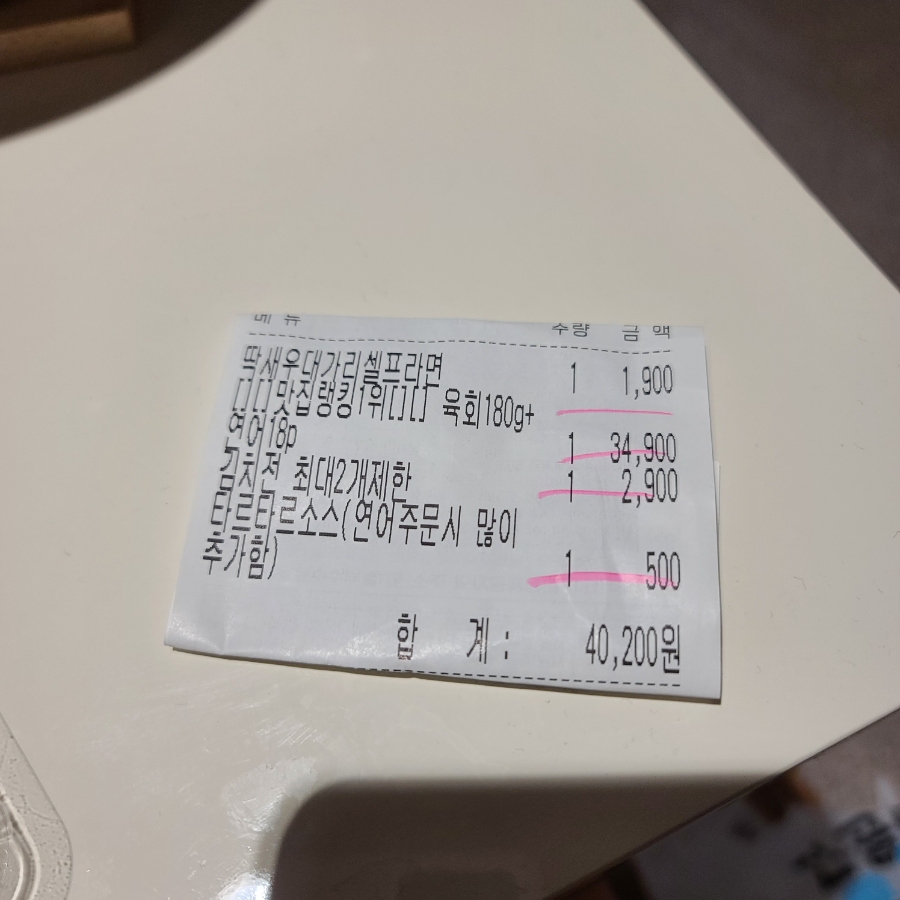 메 뉴 수량 금 액
딱새우대가리셀프라면 1 1,900
[][]맛집랭킹1위[][] 육회180g+
연어18p 1 34,900
김치전 최대2개제한 1 2,900
타르타르소스(연어주문시 많이
추가함) 1 500
합 계: 40,200원